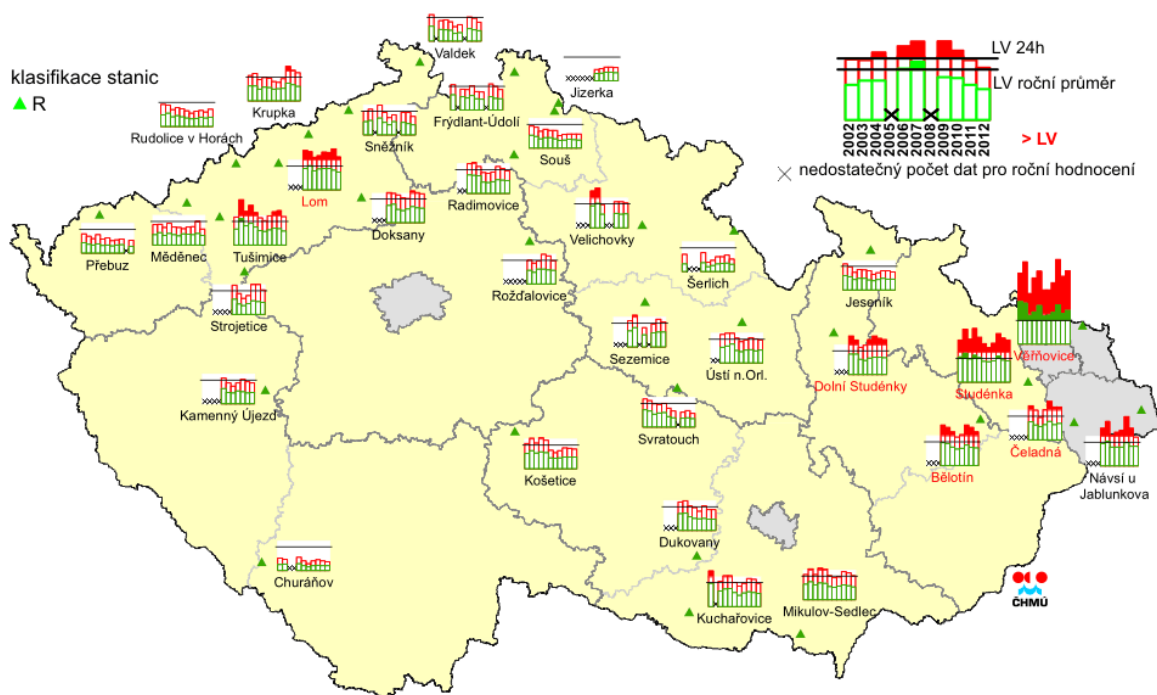 Valdek
LV 24h
LV roční průměr
klasifikace stanic
R
Krupka
Jizerka
Frýdlant-Údolí
Rudolice v Horách
Sněžník
Souš
2002
2003
2004
2005
2006
2007
2008
2009
2010
2011
2012
> LV
nedostatečný počet dat pro roční hodnocení
Lom
Radimovice
Doksany
Velichovky
Přebuz
Měděnec
Tušimice
Šerlich
Rožďalovice
Jeseník
Strojetice
Sezemice
Ústí n.Orl.
Dolní Studénky
Studénka
Věřňovice
Kamenný Újezd
Svratouch
Čeladná
Bělotín
Návsí u
Jablunkova
Košetice
Dukovany
Churáňov
Kuchařovice
Mikulov-Sedlec
ČHMÚ